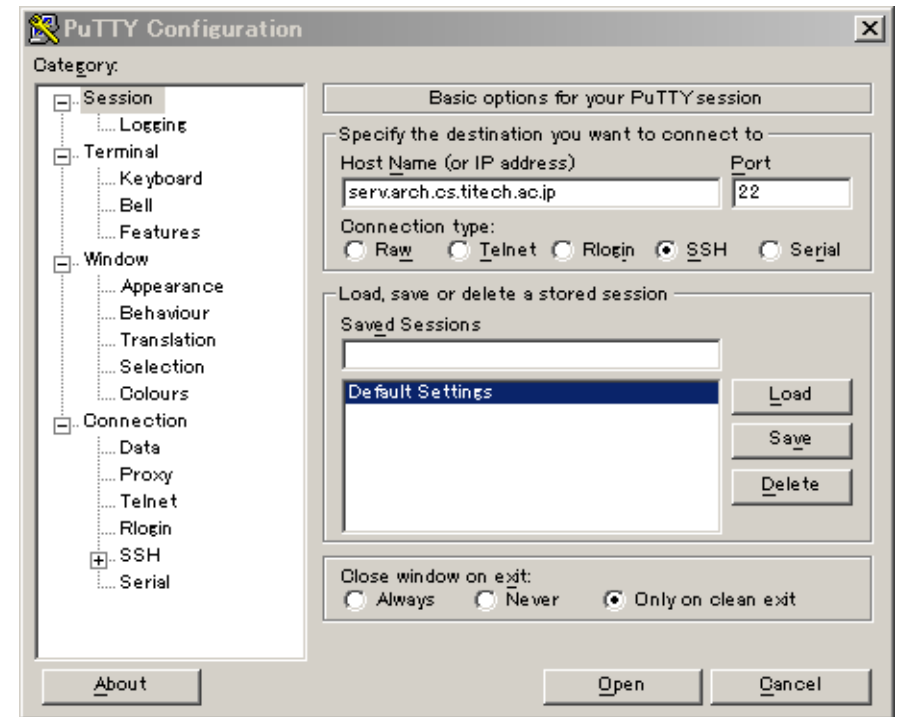 PuTTY Configuration
Category:
Session
Logging
Terminal
Keyboard
Bell
Features
Window
Appearance
Behaviour
Translation
Selection
Colours
Connection
Data
Proxy
Telnet
Rlogin
SSH
Serial
Basic options for your PuTTY session
Specify the destination you want to connect to
Host Name (or IP address) Port
serv.arch.cs.titech.ac.jp 22
Connection type:
Raw Telnet Rlogin SSH Serial
Load, save or delete a stored session
Saved Sessions
Default Settings
Load
Save
Delete
Close window on exit:
Always Never Only on clean exit
About Open Cancel